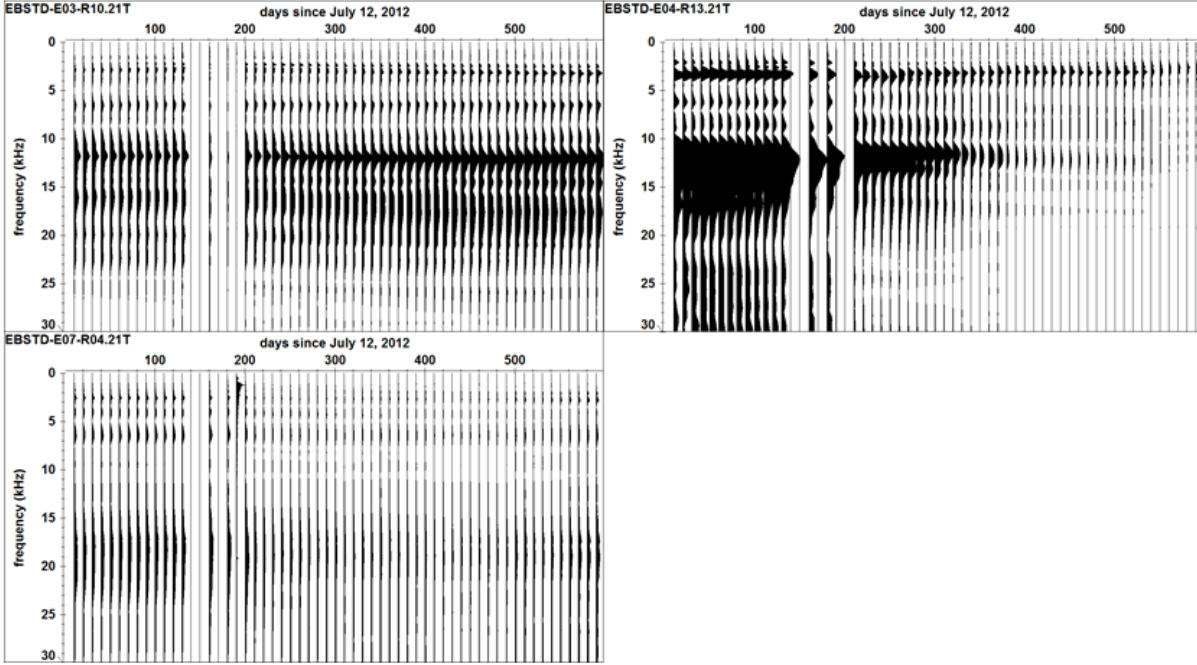 EBSTD-E03-R10.21T
days since July 12, 2012
100 200 300 400 500
frequency (kHz)
0
5
10
15
20
25
30
EBSTD-E04-R13.21T
days since July 12, 2012
100 200 300 400 500
frequency (kHz)
0
5
10
15
20
25
30
EBSTD-E07-R04.21T
days since July 12, 2012
100 200 300 400 500
frequency (kHz)
0
5
10
15
20
25
30